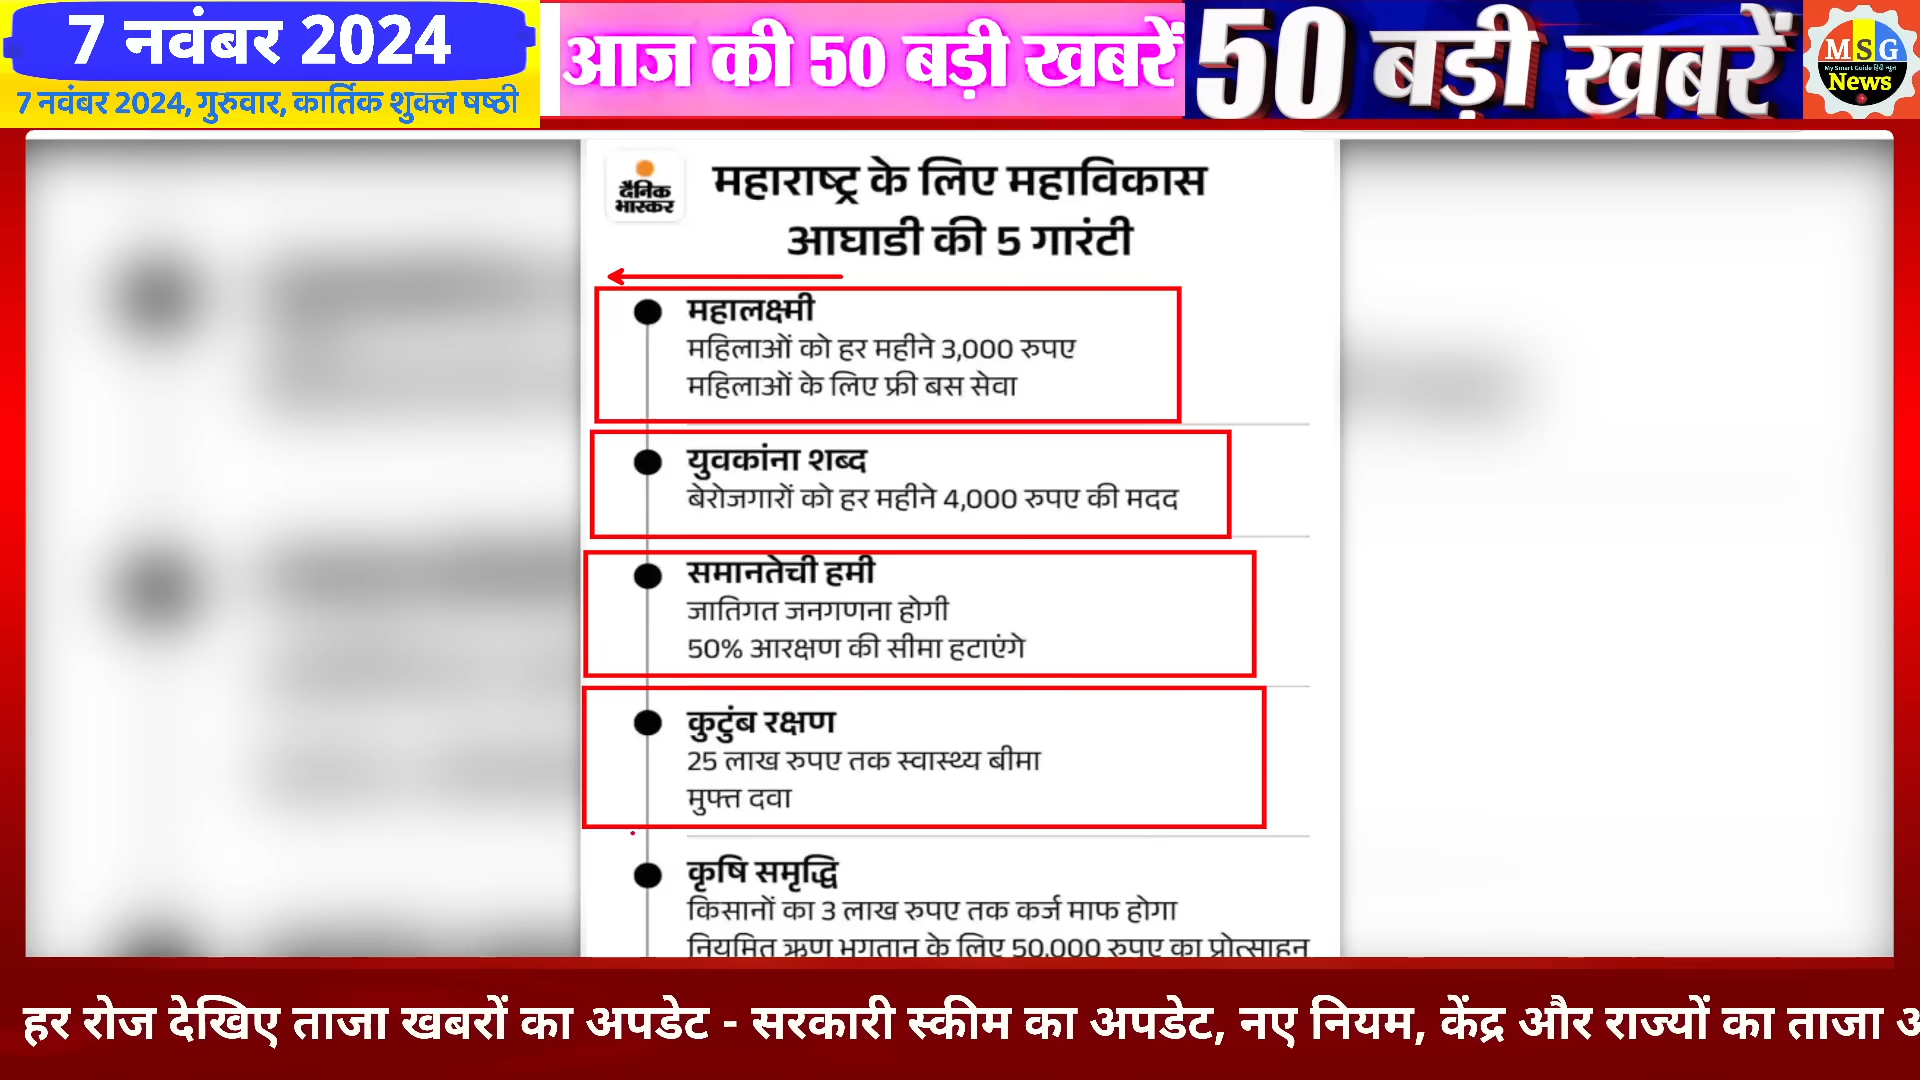 7 नवंबर 2024
7 नवंबर 2024, गुरुवार, कार्तिक शुक्ल षष्ठी
आज की 50 बड़ी खबरें
50 बड़ी खबरें
MSG
My Smart Guide हिंदी न्यूज़
News
दैनिक
भास्कर
महाराष्ट्र के लिए महाविकास
आघाडी की 5 गारंटी
महालक्ष्मी
महिलाओं को हर महीने 3,000 रुपए
महिलाओं के लिए फ्री बस सेवा
युवकांना शब्द
बेरोजगारों को हर महीने 4,000 रुपए की मदद
समानतेची हमी
जातिगत जनगणना होगी
50% आरक्षण की सीमा हटाएंगे
कुटुंब रक्षण
25 लाख रुपए तक स्वास्थ्य बीमा
मुफ्त दवा
कृषि समृद्धि
किसानों का 3 लाख रुपए तक कर्ज माफ होगा
नियमित ऋण भुगतान के लिए 50,000 रुपए का प्रोत्साहन
हर रोज देखिए ताजा खबरों का अपडेट - सरकारी स्कीम का अपडेट, नए नियम, केंद्र और राज्यों का ताजा